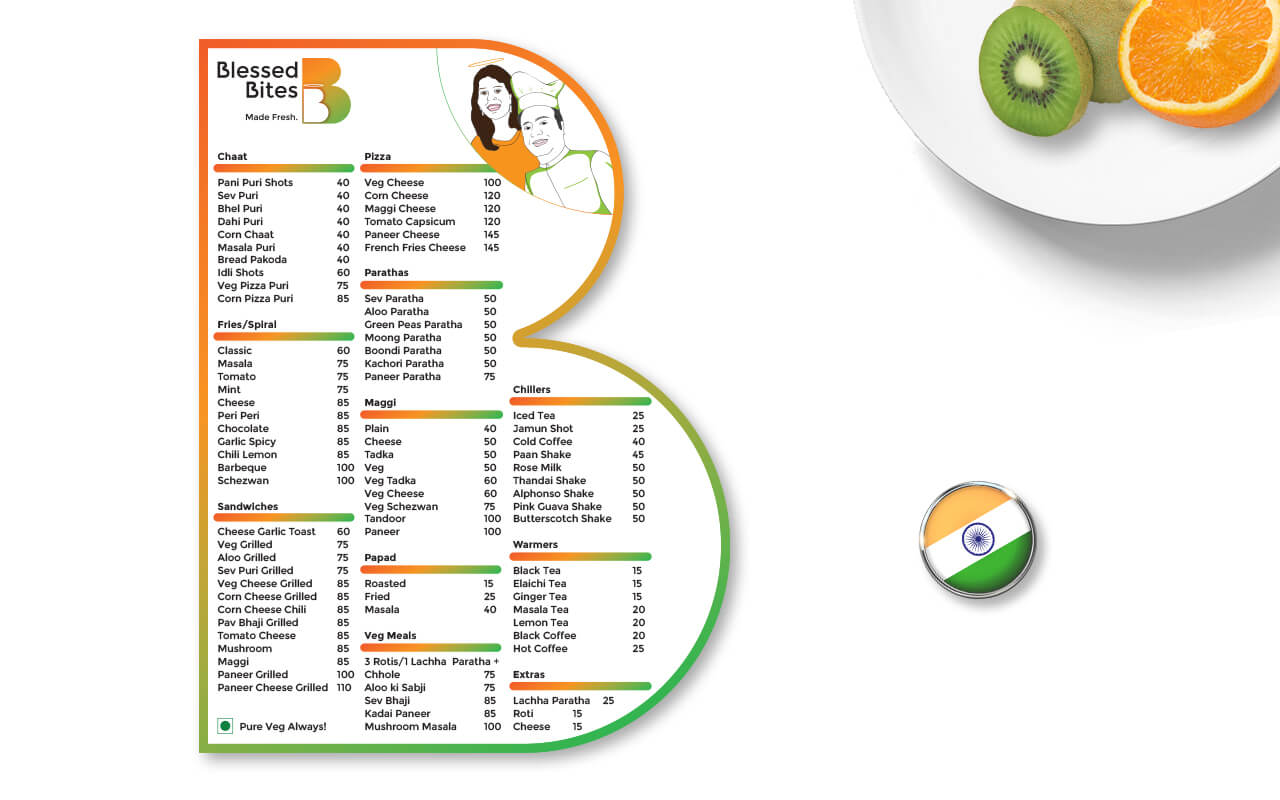 Blessed
Bites
Made Fresh.
Chaat
Pani Puri Shots 40
Sev Puri 40
Bhel Puri 40
Dahi Puri 40
Corn Chaat 40
Masala Puri 40
Bread Pakoda 40
Idli Shots 60
Veg Pizza Puri 75
Corn Pizza Puri 85
Fries/Spiral
Classic 60
Masala 75
Tomato 75
Mint 75
Cheese 85
Peri Peri 85
Chocolate 85
Garlic Spicy 85
Chili Lemon 85
Barbeque 100
Schezwan 100
Sandwiches
Cheese Garlic Toast 60
Veg Grilled 75
Aloo Grilled 75
Sev Puri Grilled 75
Veg Cheese Grilled 85
Corn Cheese Grilled 85
Corn Cheese Chili 85
Pav Bhaji Grilled 85
Tomato Cheese 85
Mushroom 85
Maggi 85
Paneer Grilled 100
Paneer Cheese Grilled 110
Pure Veg Always!
Pizza
Veg Cheese 100
Corn Cheese 120
Maggi Cheese 120
Tomato Capsicum 120
Paneer Cheese 145
French Fries Cheese 145
Parathas
Sev Paratha 50
Aloo Paratha 50
Green Peas Paratha 50
Moong Paratha 50
Boondi Paratha 50
Kachori Paratha 50
Paneer Paratha 75
Maggi
Plain 40
Cheese 50
Tadka 50
Veg 50
Veg Tadka 60
Veg Cheese 60
Veg Schezwan 75
Tandoor 100
Paneer 100
Papad
Roasted 15
Fried 25
Masala 40
Veg Meals
3 Rotis/1 Lachha Paratha +
Chhole 75
Aloo ki Sabji 75
Sev Bhaji 85
Kadai Paneer 85
Mushroom Masala 100
Chillers
Iced Tea 25
Jamun Shot 25
Cold Coffee 40
Paan Shake 45
Rose Milk 50
Thandai Shake 50
Alphonso Shake 50
Pink Guava Shake 50
Butterscotch Shake 50
Warmers
Black Tea 15
Elaichi Tea 15
Ginger Tea 15
Masala Tea 20
Lemon Tea 20
Black Coffee 20
Hot Coffee 25
Extras
Lachha Paratha 25
Roti 15
Cheese 15